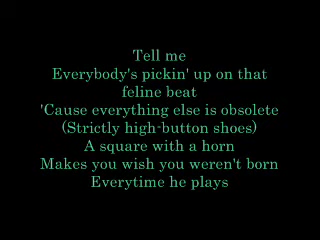 Tell me
Everybody's pickin' up on that
feline beat
'Cause everything else is obsolete
(Strictly high-button shoes)
A square with a horn
Makes you wish you weren't born
Everytime he plays